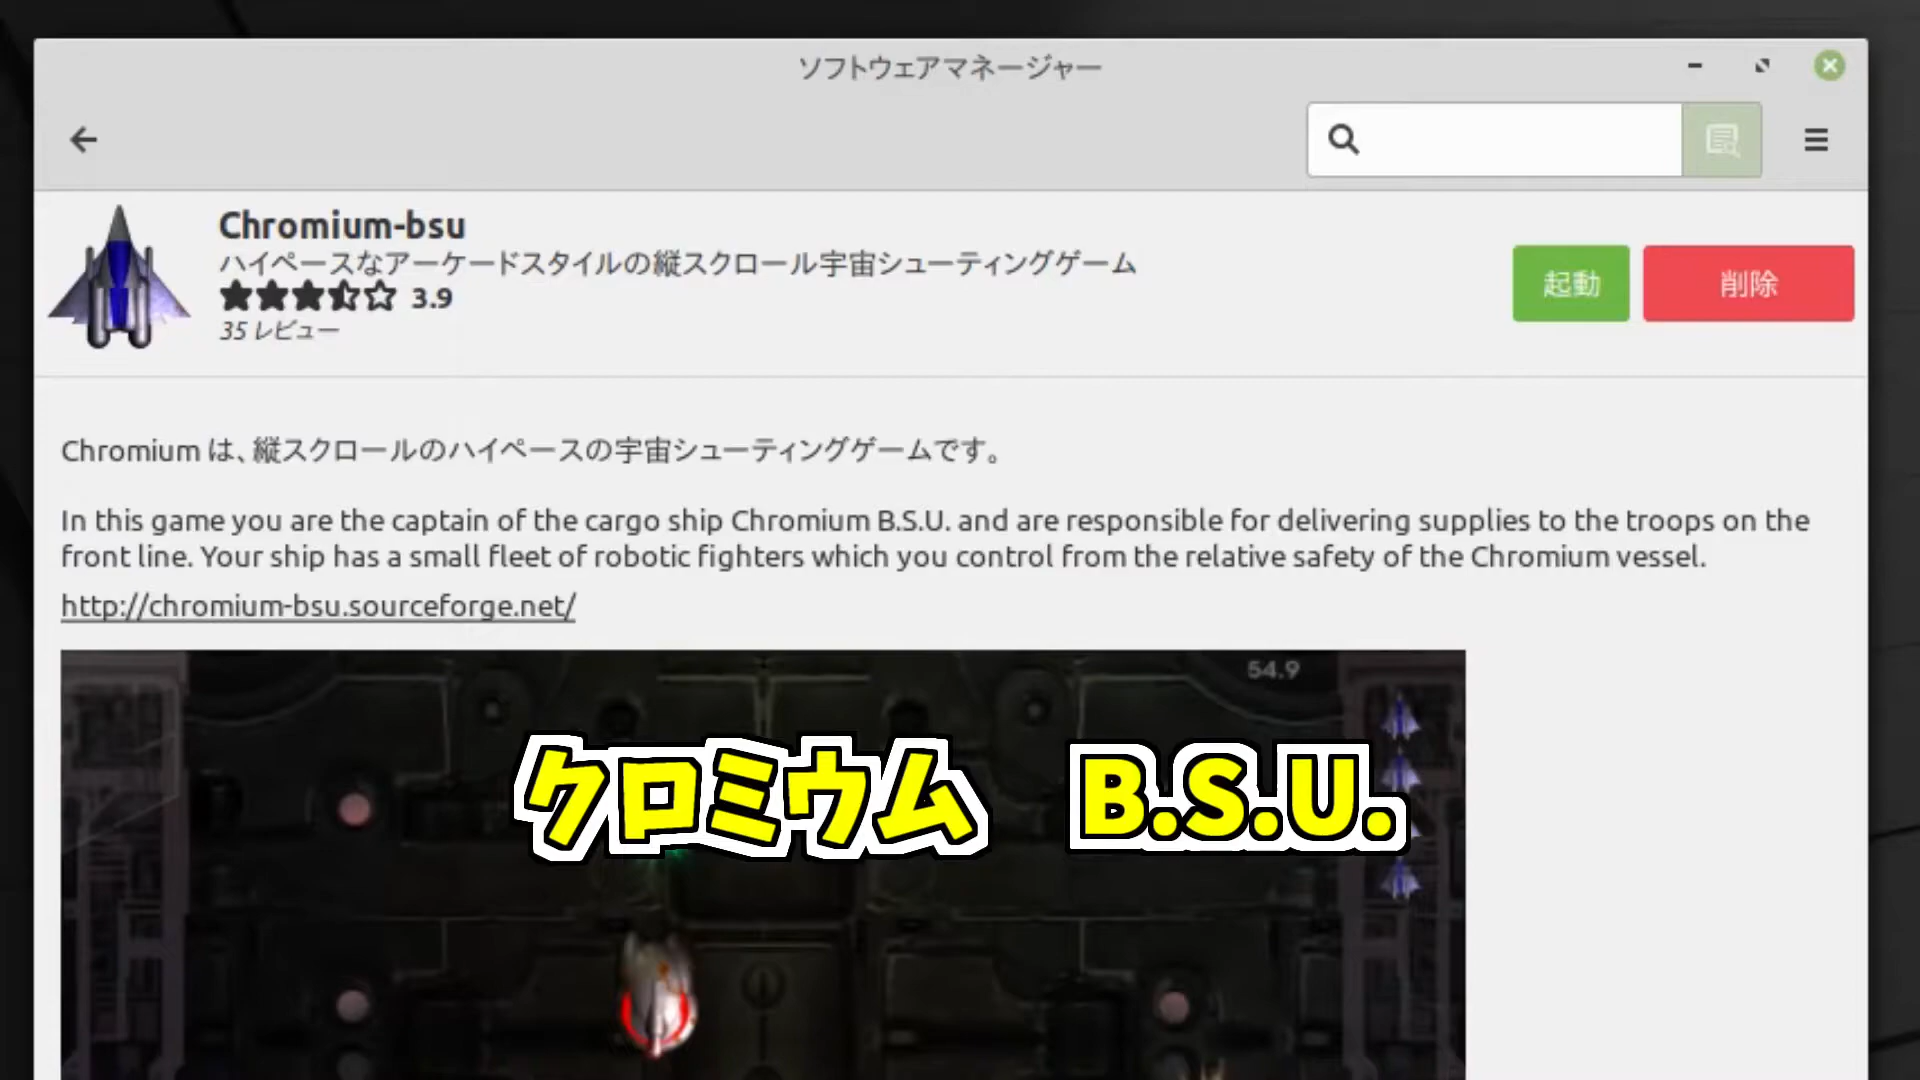 ソフトウェアマネージャー
Chromium-bsu
ハイペースなアーケードスタイルの縦スクロール宇宙シューティングゲーム
3.9
35 レビュー
起動
削除
Chromium は、縦スクロールのハイペースの宇宙シューティングゲームです。
In this game you are the captain of the cargo ship Chromium B.S.U. and are responsible for delivering supplies to the troops on the
front line. Your ship has a small fleet of robotic fighters which you control from the relative safety of the Chromium vessel.
http://chromium-bsu.sourceforge.net/
54.9
クロミウム　B.S.U.